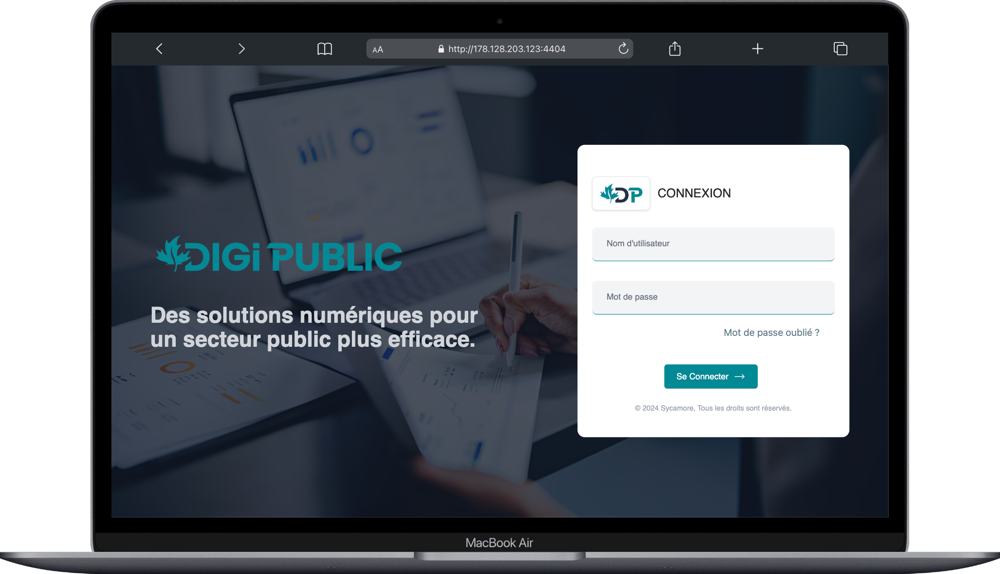 AA
http://178.128.203.123:4404
DP
CONNEXION
Nom d'utilisateur
DIGi PUBLIC
Mot de passe
Des solutions numériques pour
un secteur public plus efficace.
Mot de passe oublié ?
Se Connecter
© 2024 Sycamore, Tous les droits sont réservés.
MacBook Air